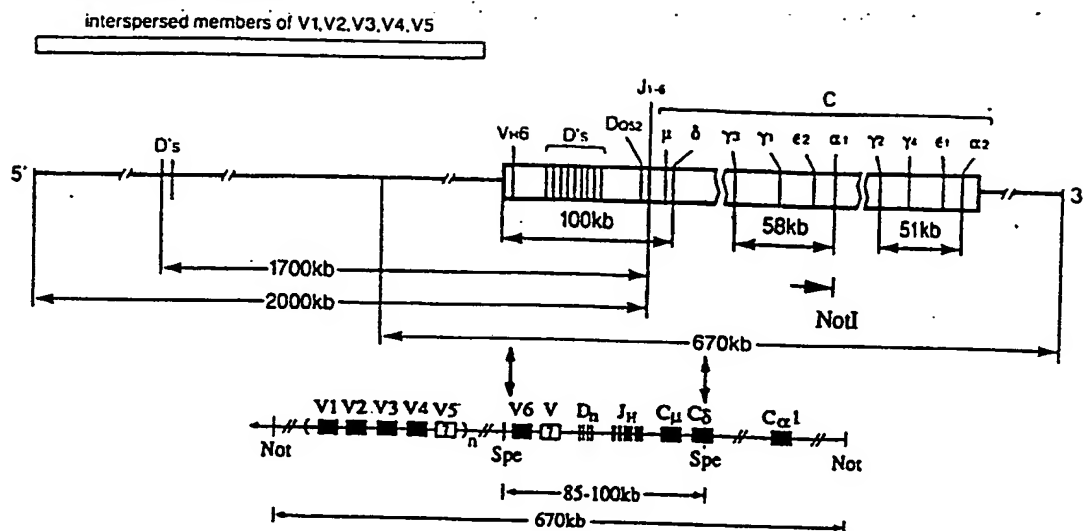 interspersed members of V1,V2,V3,V4,V5
J1-6
C
VH6 D's DQ52 μ δ γ3 γ1 ϵ2 α1 γ2 γ4 ϵ1 α2
D's
5' 3
100kb 58kb 51kb
1700kb
2000kb
NotI
670kb
V1 V2 V3 V4 V5 V6 V Dn JH Cμ Cδ Cα1
? ?
n
Not Spe Spe Not
85-100kb
670kb